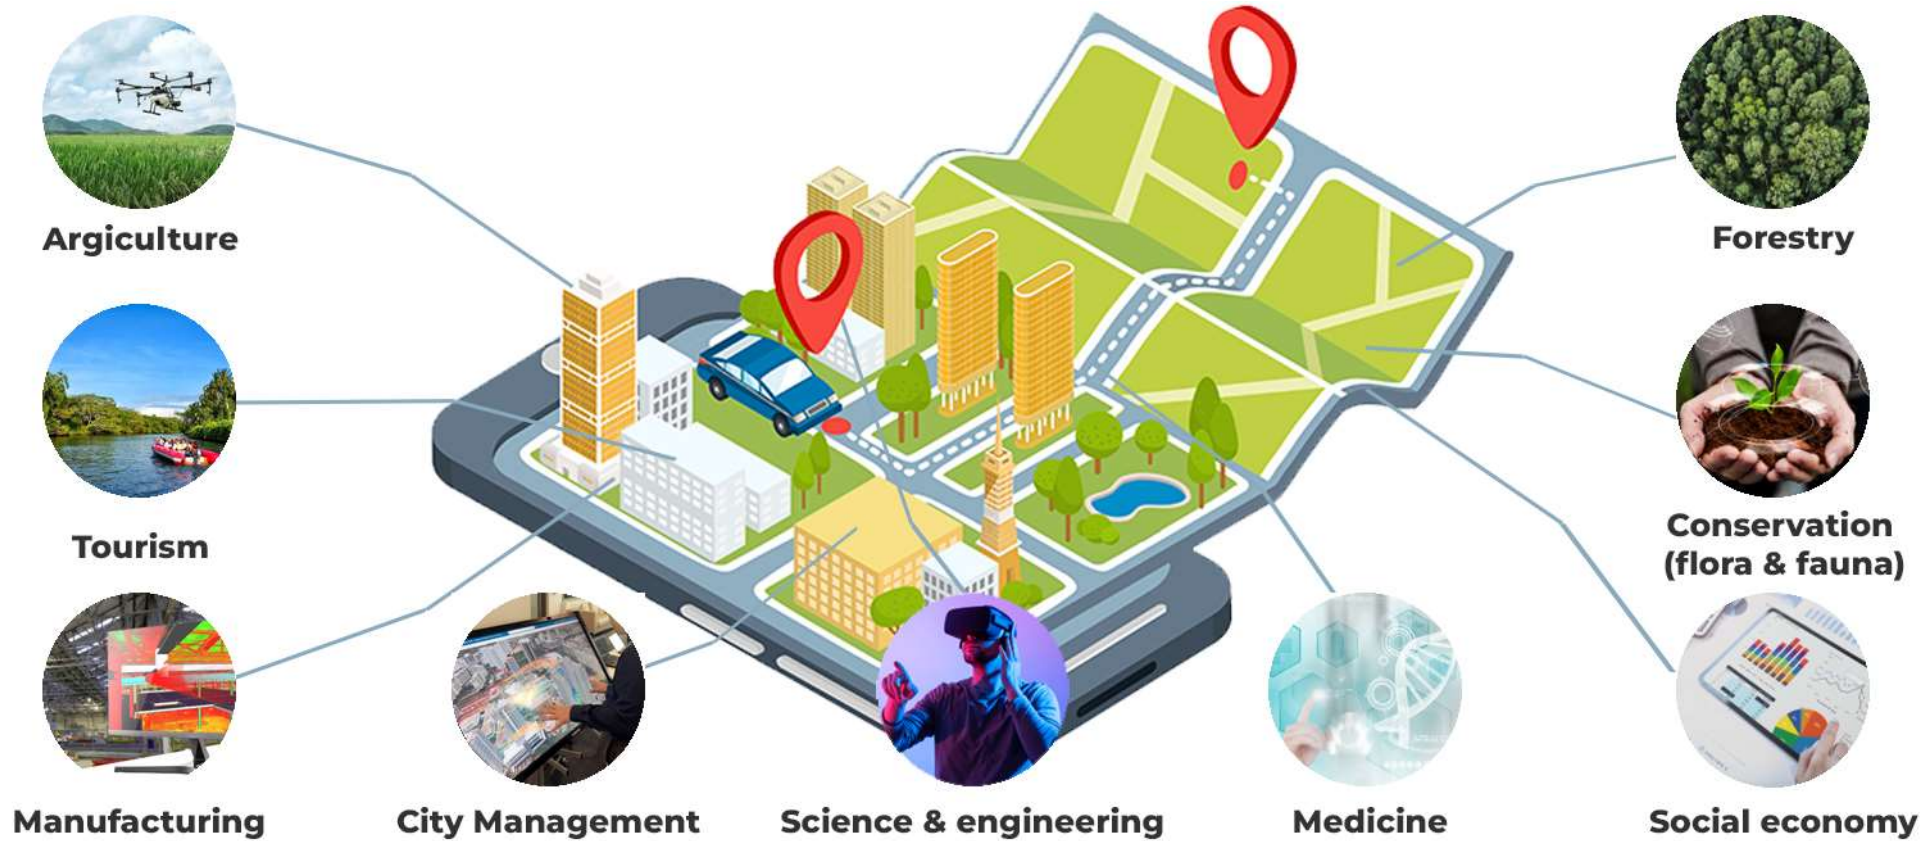 Argiculture
Forestry
Tourism
Conservation
(flora & fauna)
Manufacturing
City Management
Science & engineering
Medicine
Social economy